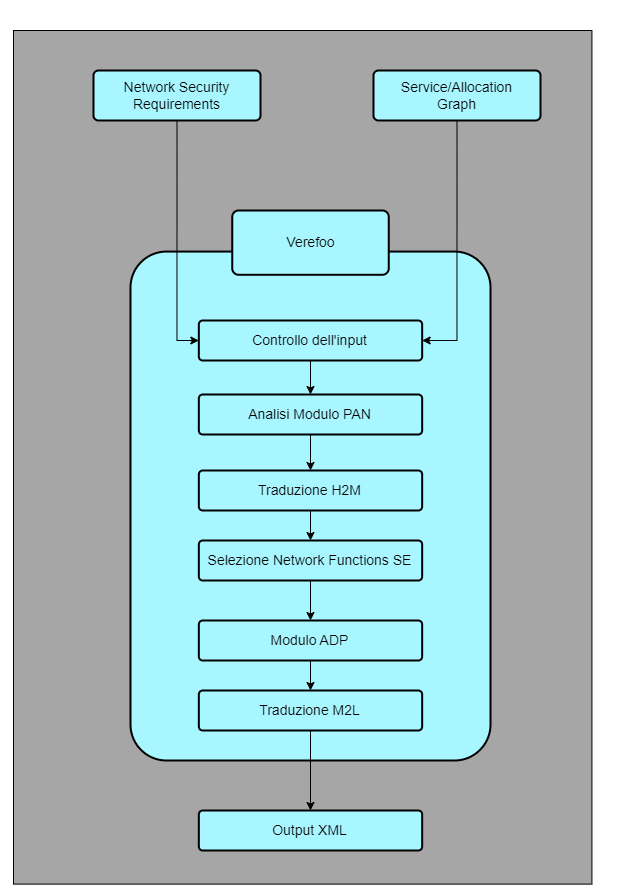 Network Security
Requirements
Service/Allocation
Graph
Verefoo
Controllo dell'input
Analisi Modulo PAN
Traduzione H2M
Selezione Network Functions SE
Modulo ADP
Traduzione M2L
Output XML